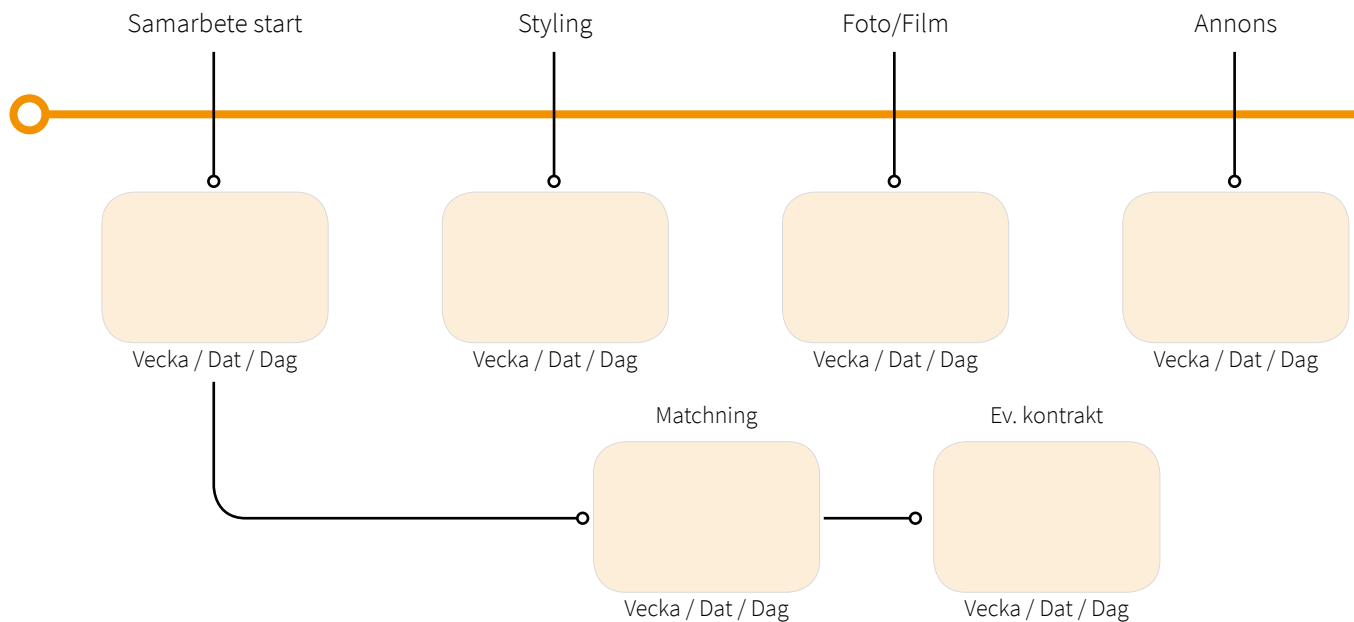 Samarbete start
Styling
Foto/Film
Annons
Vecka / Dat / Dag
Vecka / Dat / Dag
Vecka / Dat / Dag
Vecka / Dat / Dag
Matchning
Ev. kontrakt
Vecka / Dat / Dag
Vecka / Dat / Dag